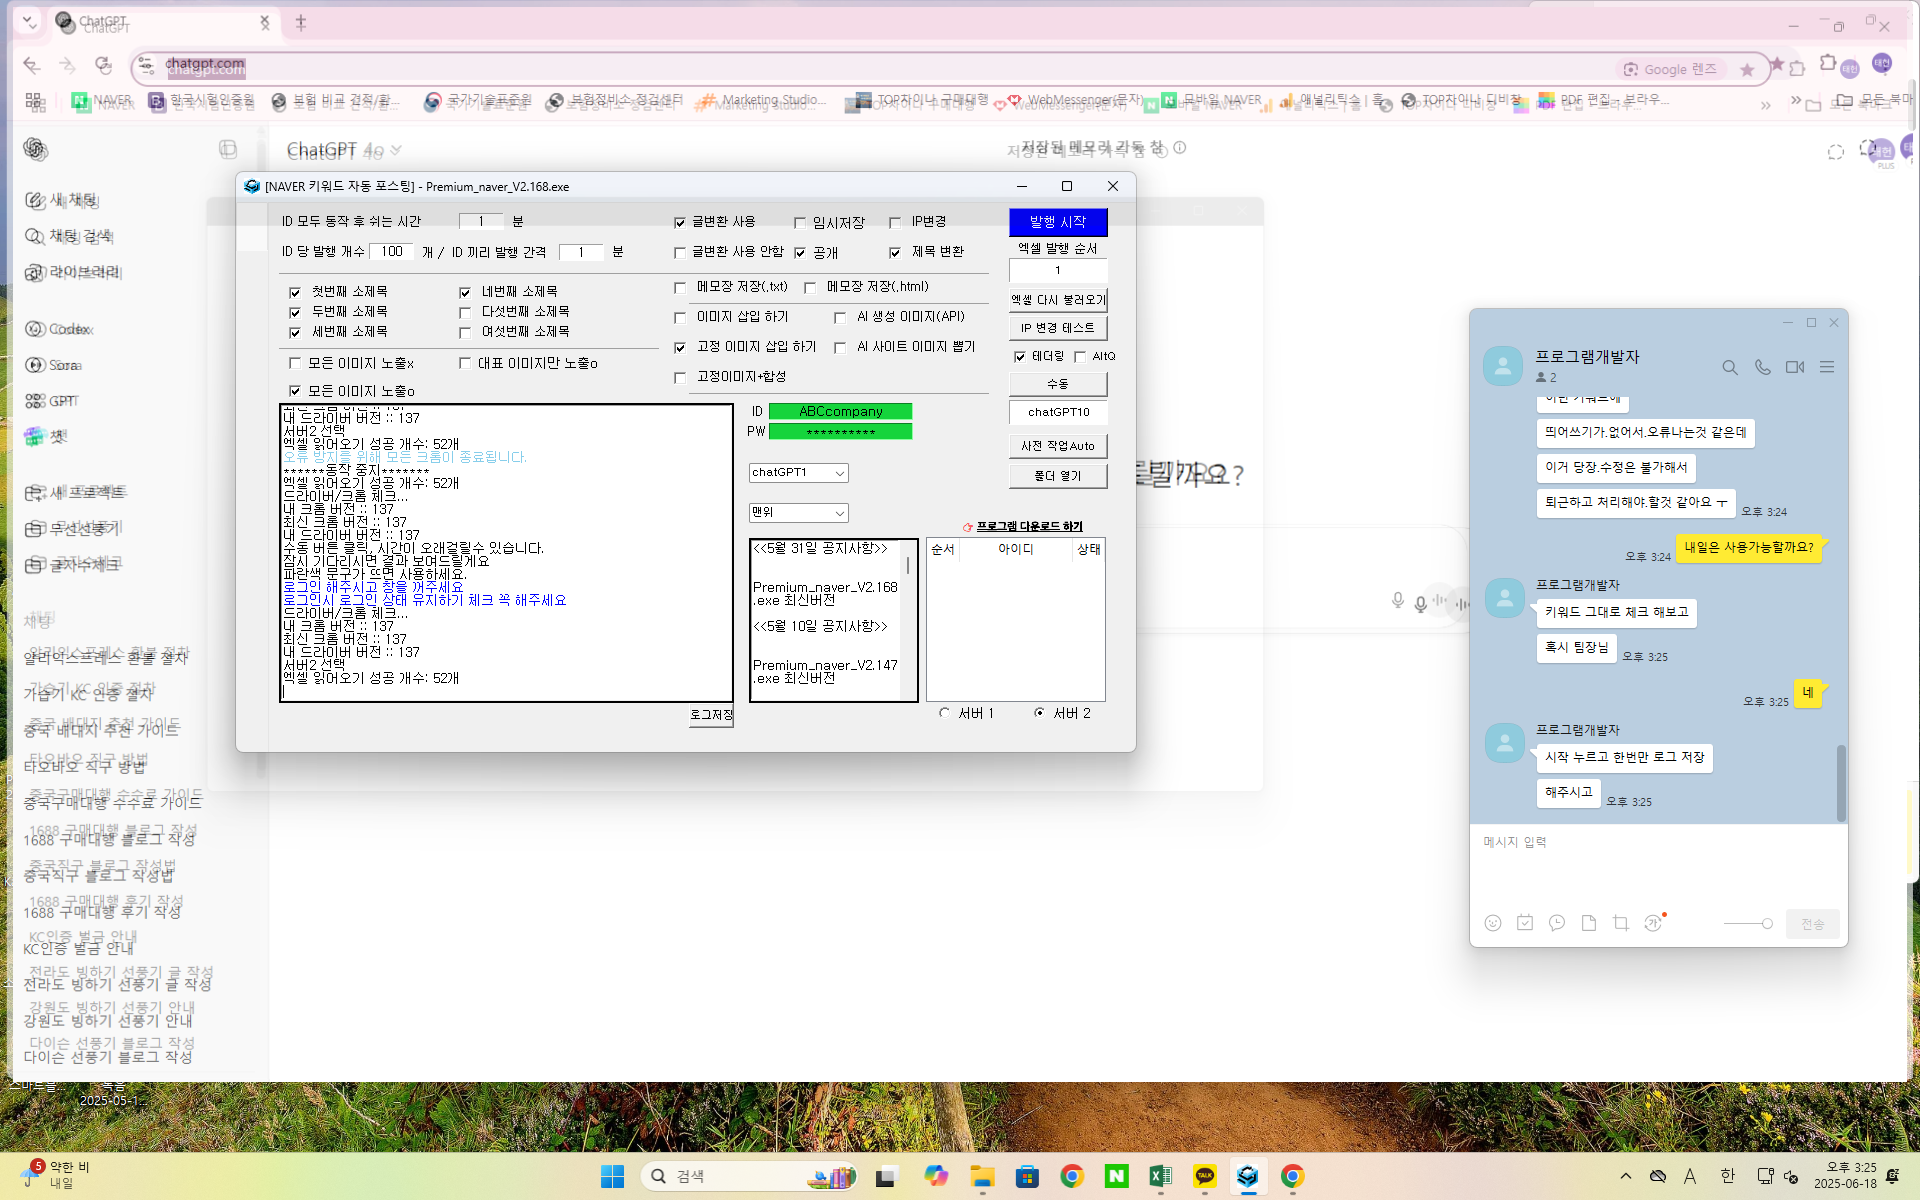 ChatGPT
chatgpt.com
Google 렌즈
NAVER
한국시험인증원
국가기술표준원
보험정비소 점검센터
Marketing Studio...
TOP차이나 구매대행
WebMessenger(문자)
모바일 NAVER
애널리틱스 | 홈
TOP차이나 디비창
PDF 편집 - 브라우...
ChatGPT 4o
PLUS
새 채팅
채팅 검색
라이브러리
Codex
Sora
GPT
챗
새 프로젝트
무선선풍기
글자수체크
채팅
알리익스프레스 환불 절차
가습기 KC 인증 절차
중국 배대지 추천 가이드
타오바오 직구 방법
중국구매대행 수수료 가이드
1688 구매대행 블로그 작성
중국직구 블로그 작성법
1688 구매대행 후기 작성
KC인증 벌금 안내
전라도 빙하기 선풍기 글 작성
강원도 빙하기 선풍기 안내
다이슨 선풍기 블로그 작성
[NAVER 키워드 자동 포스팅] - Premium_naver_V2.168.exe
ID 모두 동작 후 쉬는 시간 1 분
ID 당 발행 개수 100 개 / ID 끼리 발행 간격 1 분
글변환 사용 임시저장 IP변경
글변환 사용 안함 공개 제목 변환
첫번째 소제목 네번째 소제목
두번째 소제목 다섯번째 소제목
세번째 소제목 여섯번째 소제목
모든 이미지 노출x 대표 이미지만 노출o
모든 이미지 노출o
메모장 저장(.txt) 메모장 저장(.html)
이미지 삽입 하기 AI 생성 이미지(API)
고정 이미지 삽입 하기 AI 사이트 이미지 뽑기
고정이미지+합성
발행 시작
엑셀 발행 순서
1
엑셀 다시 불러오기
IP 변경 테스트
테더링 AltQ
수동
chatGPT10
사전 작업Auto
폴더 열기
내 드라이버 버전 :: 137
서버2 선택
엑셀 읽어오기 성공 개수: 52개
오류 방지를 위해 모든 크롬이 종료됩니다.
******동작 중지*******
엑셀 읽어오기 성공 개수: 52개
드라이버/크롬 체크...
내 크롬 버전 :: 137
최신 크롬 버전 :: 137
내 드라이버 버전 :: 137
수동 버튼 클릭, 시간이 오래걸릴수 있습니다.
잠시 기다리시면 결과 보여드릴게요
파란색 문구가 뜨면 사용하세요.
로그인 해주시고 창을 꺼주세요
로그인시 로그인 상태 유지하기 체크 꼭 해주세요
드라이버/크롬 체크...
내 크롬 버전 :: 137
최신 크롬 버전 :: 137
내 드라이버 버전 :: 137
서버2 선택
엑셀 읽어오기 성공 개수: 52개
로그저장
ID ABCcompany
PW **********
chatGPT1
맨위
프로그램 다운로드 하기
<<5월 31일 공지사항>>
Premium_naver_V2.168
.exe 최신버전
<<5월 10일 공지사항>>
Premium_naver_V2.147
.exe 최신버전
순서 아이디 상태
서버 1 서버 2
프로그램개발자
2
띄어쓰기가.없어서.오류나는것 같은데
이거 당장.수정은 불가해서
퇴근하고 처리해야.할것 같아요 ㅜ
오후 3:24
내일은 사용가능할까요?
오후 3:24
프로그램개발자
키워드 그대로 체크 해보고
혹시 팀장님
오후 3:25
네
오후 3:25
프로그램개발자
시작 누르고 한번만 로그 저장
해주시고
오후 3:25
메시지 입력
전송
2025-05-1...
5
약한 비
내일
검색
TALK
A
한
오후 3:25
2025-06-18